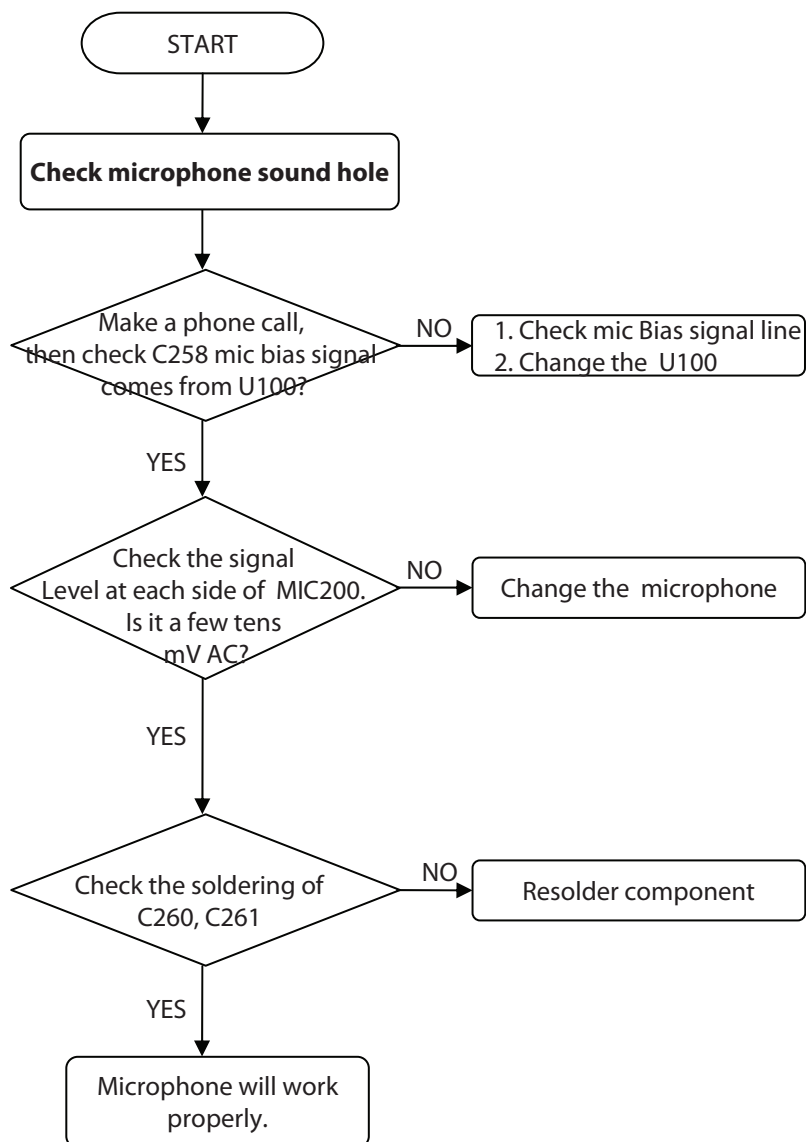 START
Check microphone sound hole
Make a phone call,
then check C258 mic bias signal
comes from U100?
NO
1. Check mic Bias signal line
2. Change the U100
YES
Check the signal
Level at each side of MIC200.
Is it a few tens
mV AC?
NO
Change the microphone
YES
Check the soldering of
C260, C261
NO
Resolder component
YES
Microphone will work
properly.